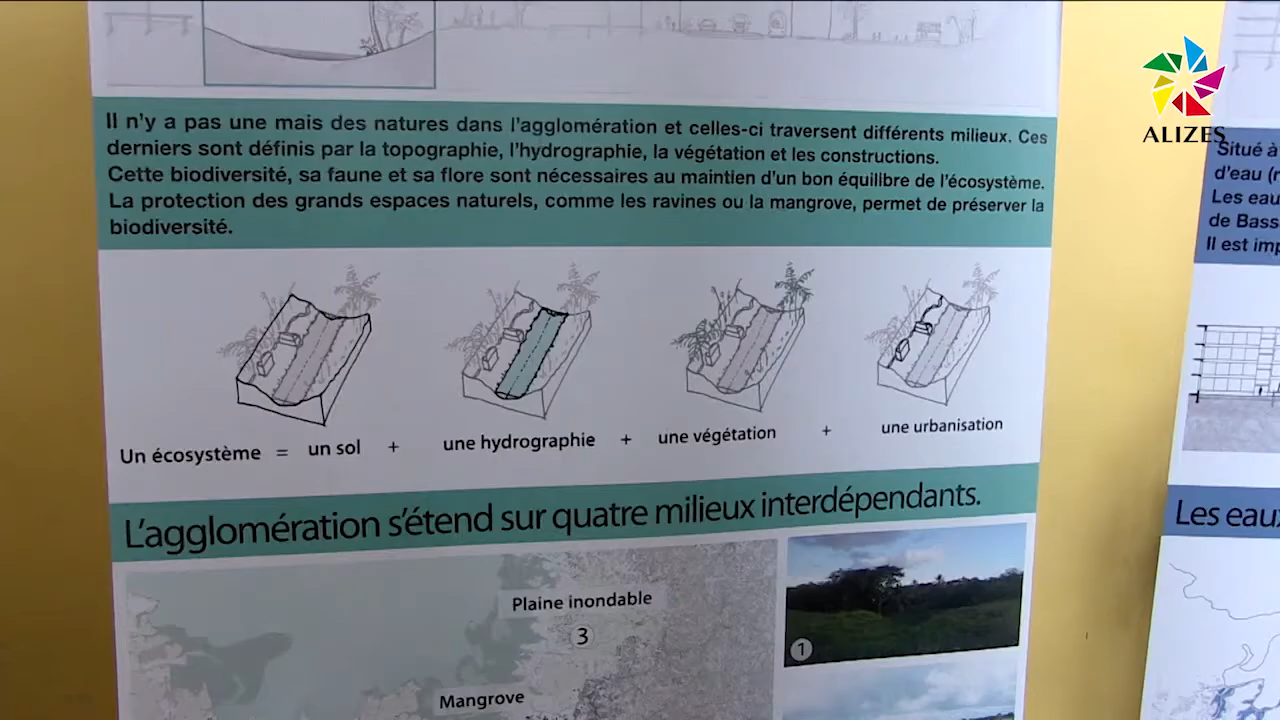 Il n'y a pas une mais des natures dans l'agglomération et celles-ci traversent différents milieux. Ces
derniers sont définis par la topographie, l'hydrographie, la végétation et les constructions.
Cette biodiversité, sa faune et sa flore sont nécessaires au maintien d'un bon équilibre de l'écosystème.
La protection des grands espaces naturels, comme les ravines ou la mangrove, permet de préserver la
biodiversité.
Un écosystème = un sol + une hydrographie + une végétation + une urbanisation
L'agglomération s'étend sur quatre milieux interdépendants.
Plaine inondable
3
Mangrove
1
ALIZES
Situé à
d'eau (r
Les eau
de Bass
Il est imp
Les eaux